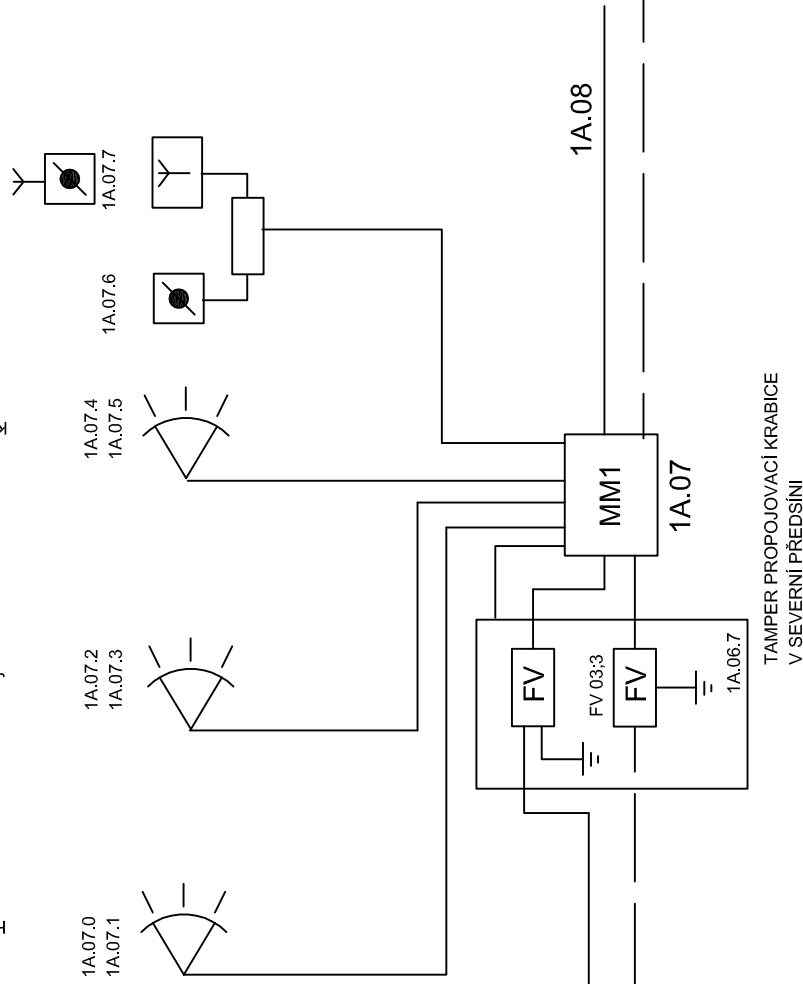 1A.07.0
1A.07.1
1A.07.2
1A.07.3
1A.07.4
1A.07.5
1A.07.6
1A.07.7
1A.08
MM1
1A.07
FV
FV 03;3
FV
1A.06.7
TAMPER PROPOJOVACÍ KRABICE
V SEVERNÍ PŘEDSÍNI